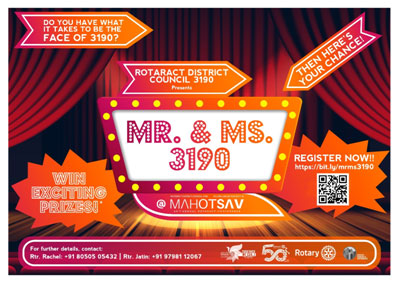 DO YOU HAVE WHAT
IT TAKES TO BE THE
FACE OF 3190?
THEN HERE'S
YOUR CHANCE!
ROTARACT DISTRICT
COUNCIL 3190
Presents
MR. & MS.
3190
@ MAHOTSAV
WIN
EXCITING
PRIZES!
REGISTER NOW!!
https://bit.ly/mrms3190
For further details, contact:
Rtr. Rachel: +91 80505 05432 | Rtr. Jatin: +91 97981 12067
Rotary